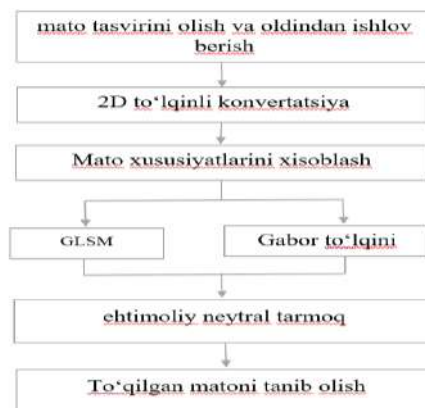 mato tasvirini olish va oldindan ishlov
berish
2D to‘lqinli konvertatsiya
Mato xususiyatlarini xisoblash
GLSM
Gabor to‘lqini
ehtimoliy neytral tarmoq
To‘qilgan matoni tanib olish